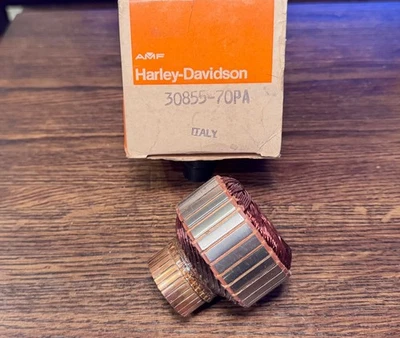 AMF
Harley-Davidson
30855-70PA
ITALY